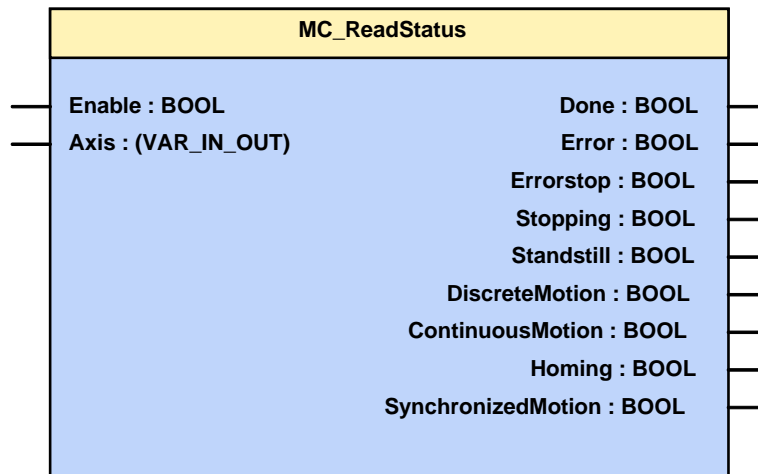 MC_ReadStatus
Enable : BOOL Done : BOOL
Axis : (VAR_IN_OUT) Error : BOOL
Errorstop : BOOL
Stopping : BOOL
Standstill : BOOL
DiscreteMotion : BOOL
ContinuousMotion : BOOL
Homing : BOOL
SynchronizedMotion : BOOL